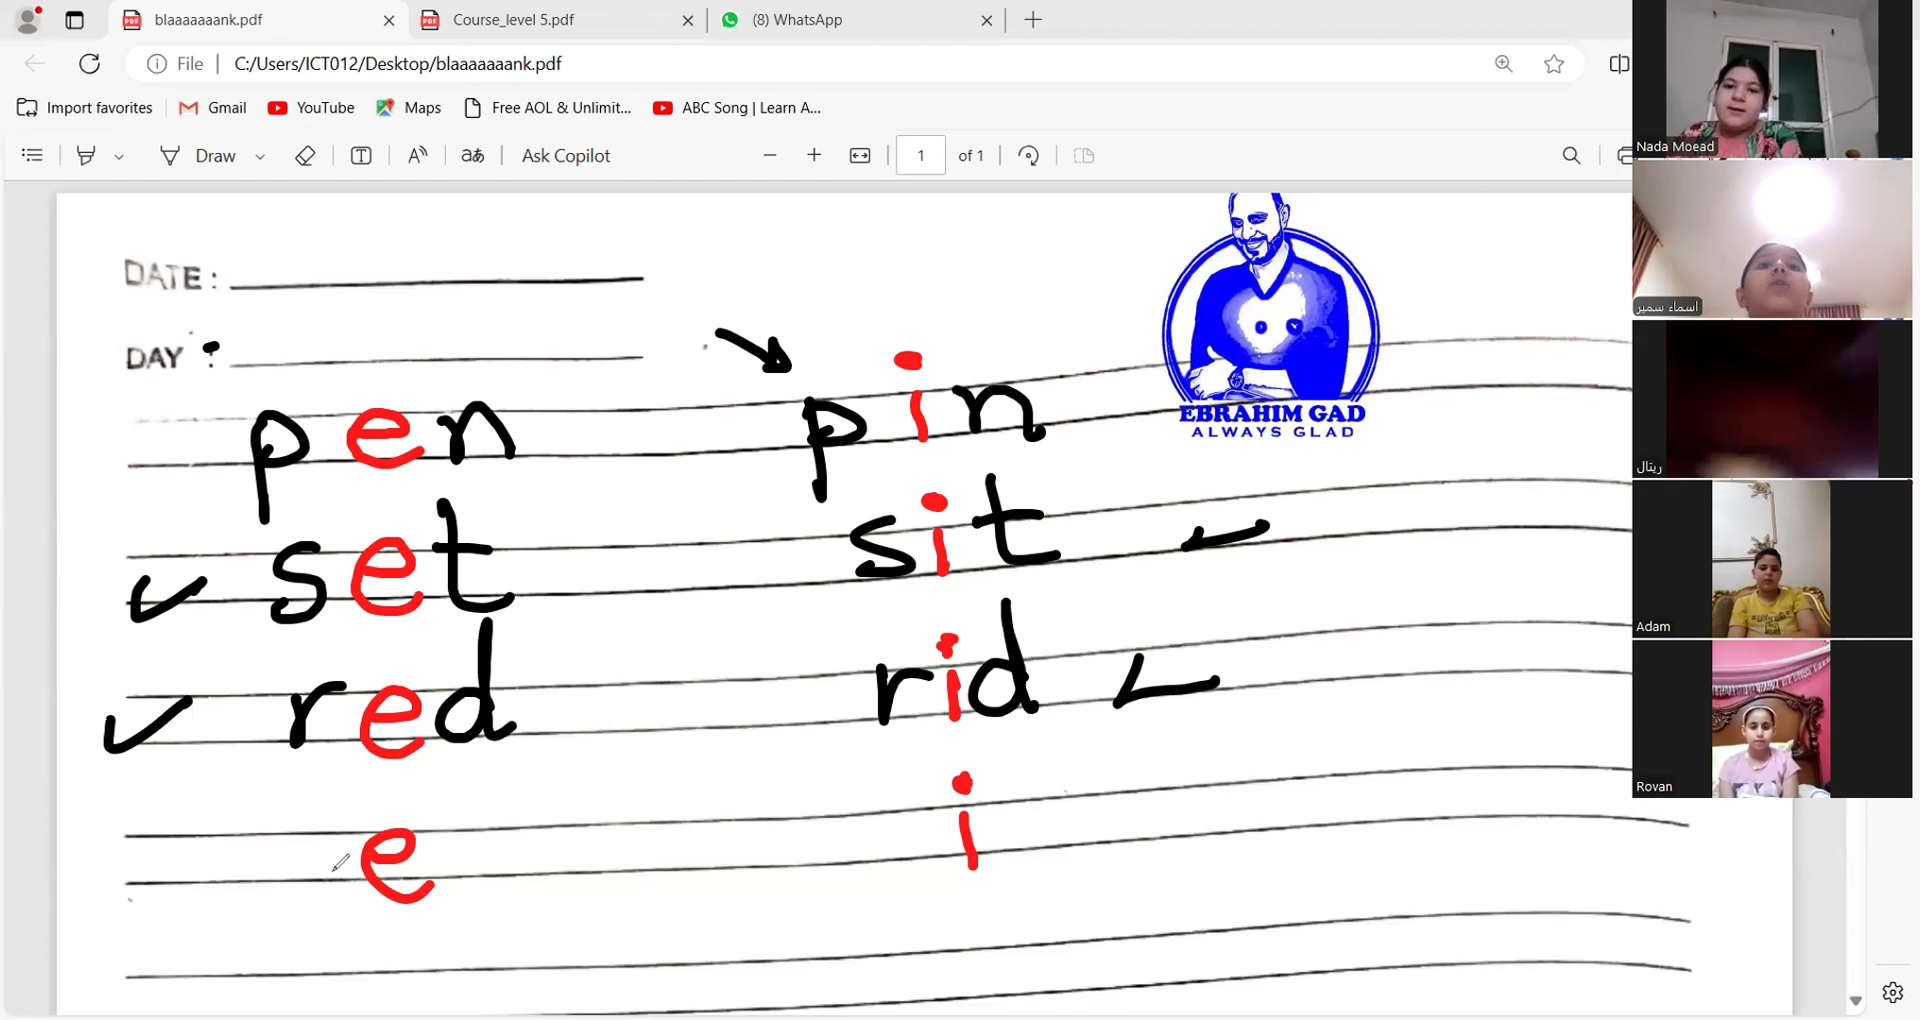 blaaaaaaank.pdf Course_level 5.pdf (8) WhatsApp
File C:/Users/ICT012/Desktop/blaaaaaaank.pdf
Import favorites Gmail YouTube Maps Free AOL & Unlimit... ABC Song | Learn A...
Draw Ask Copilot 1 of 1
DATE :
DAY :
pen pin
set sit
red rid
e i
EBRAHIM GAD
ALWAYS GLAD
Nada Moead
اسماء سمير
ريتال
Adam
Rovan